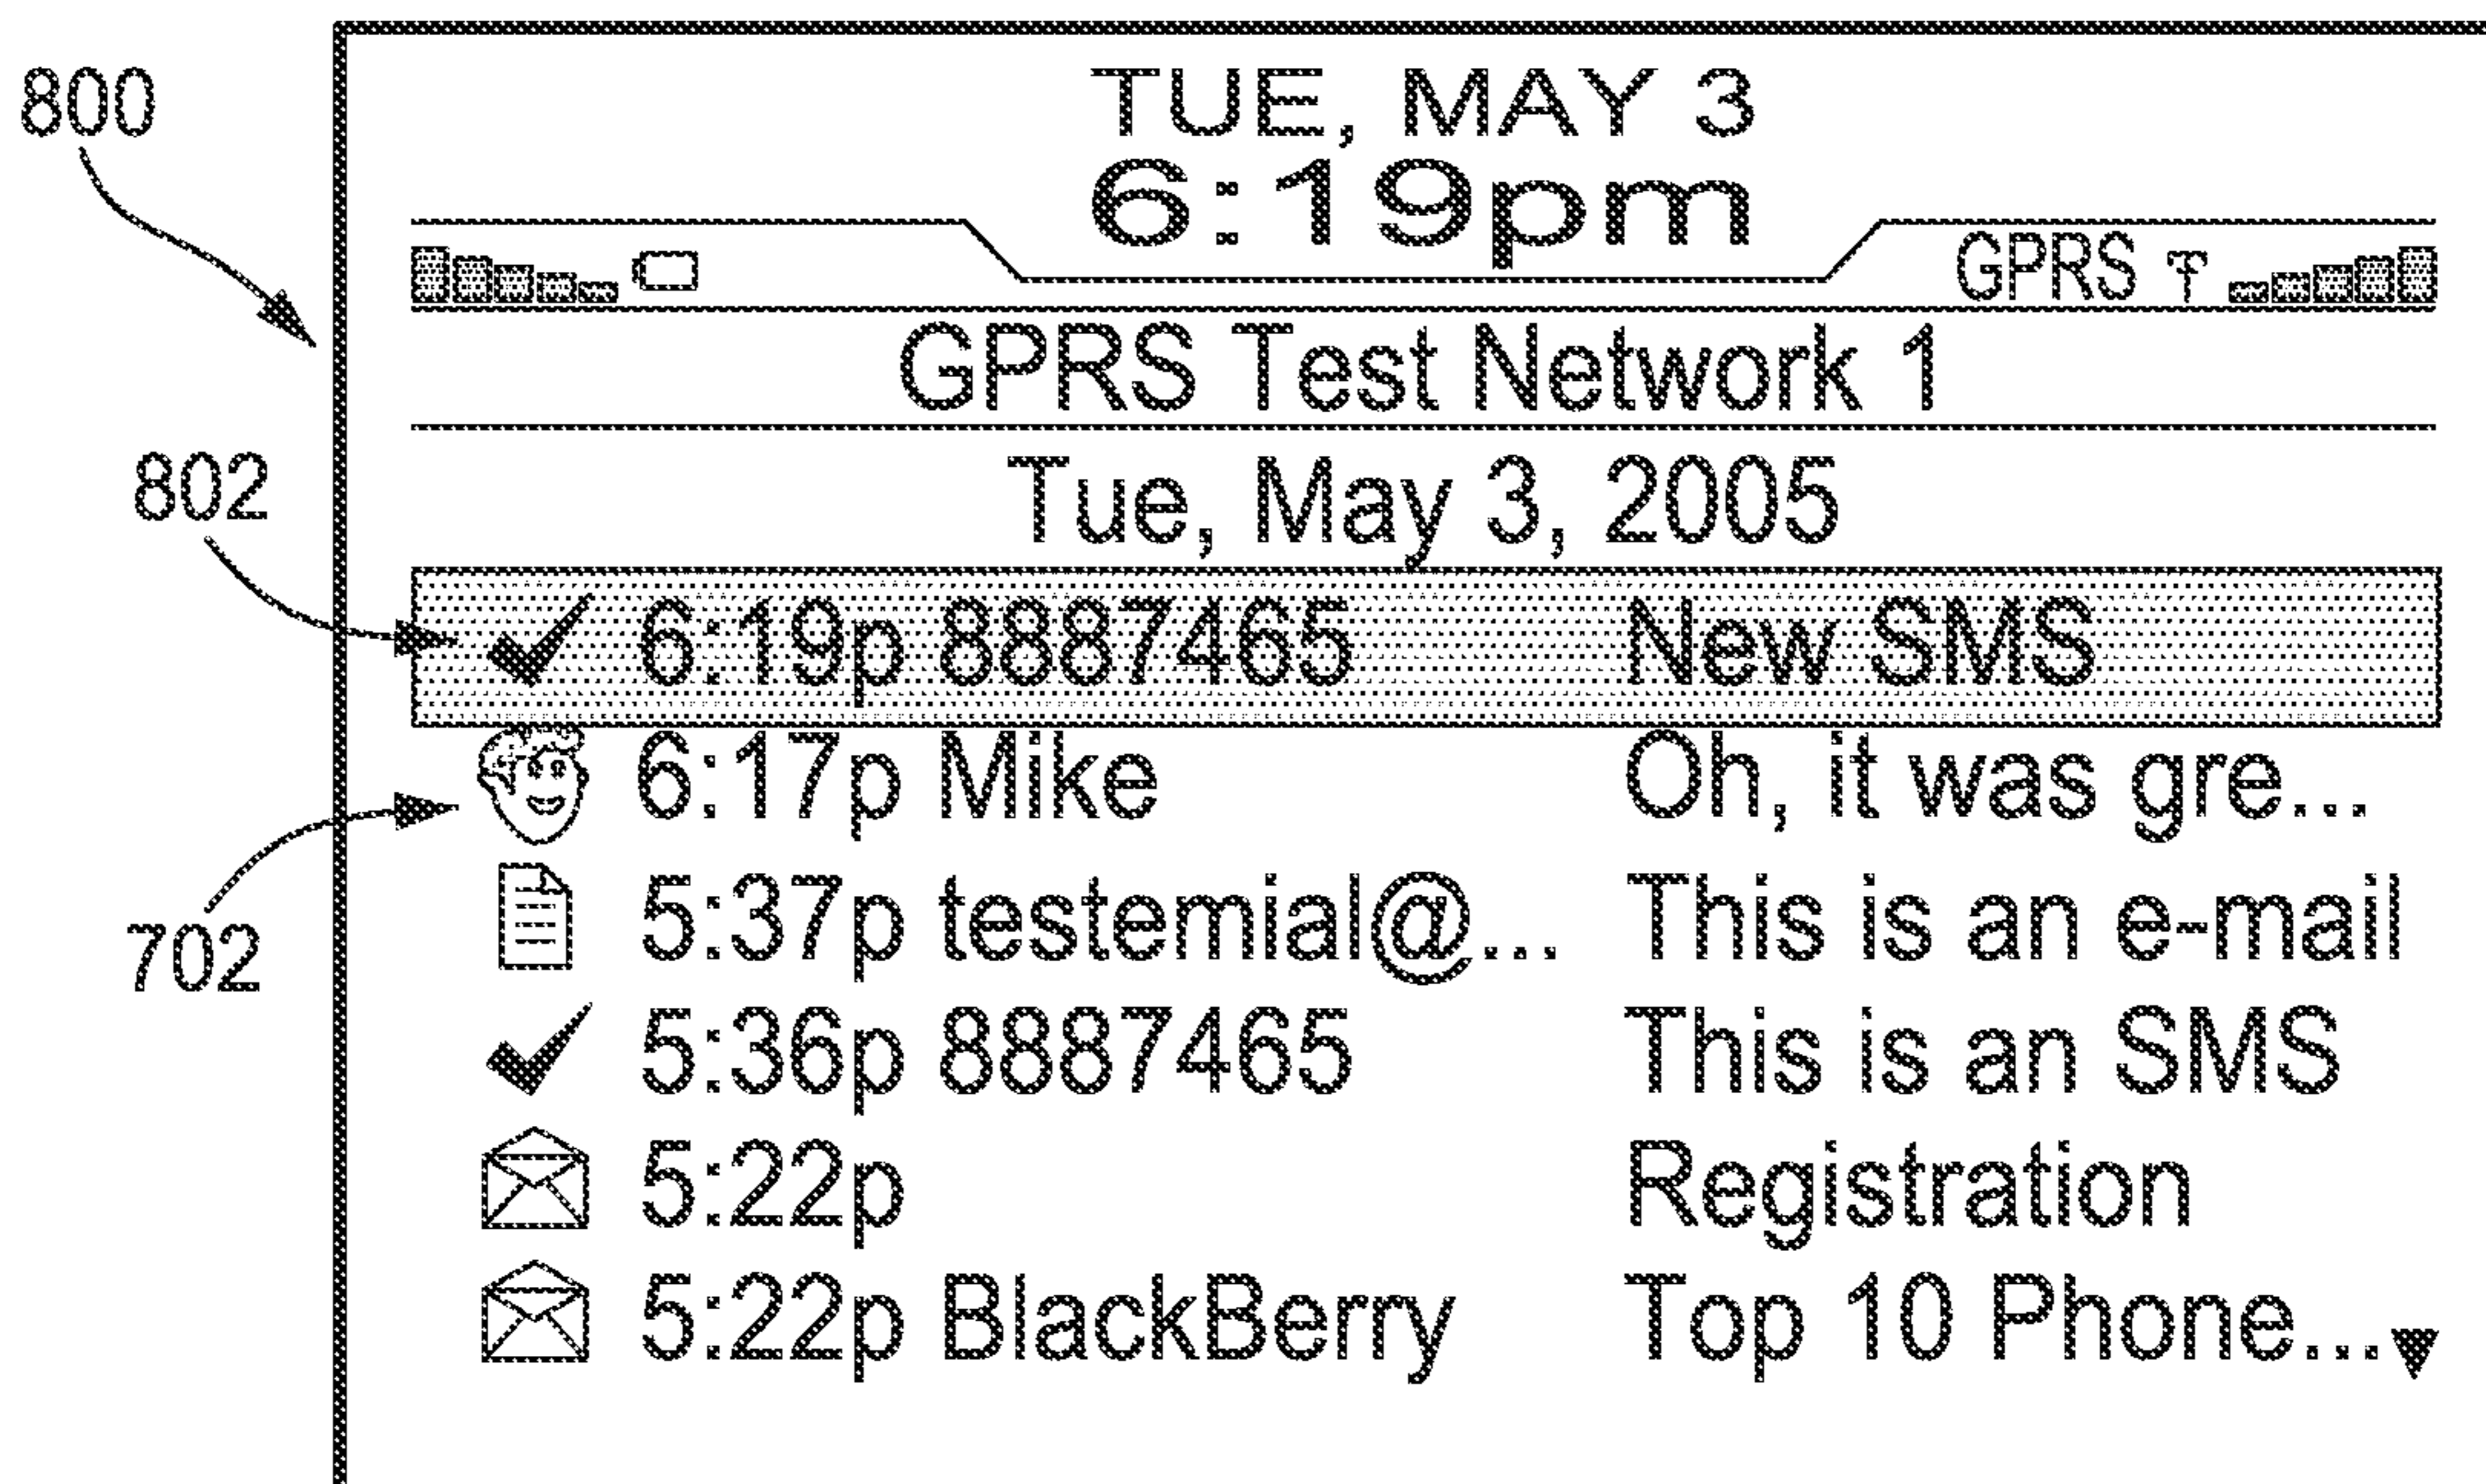 800
TUE, MAY 3
6:19pm
GPRS
GPRS Test Network 1
802
Tue, May 3, 2005
6:19p 8887465 New SMS
6:17p Mike Oh, it was gre...
702
5:37p testemial@... This is an e-mail
5:36p 8887465 This is an SMS
5:22p Registration
5:22p BlackBerry Top 10 Phone...